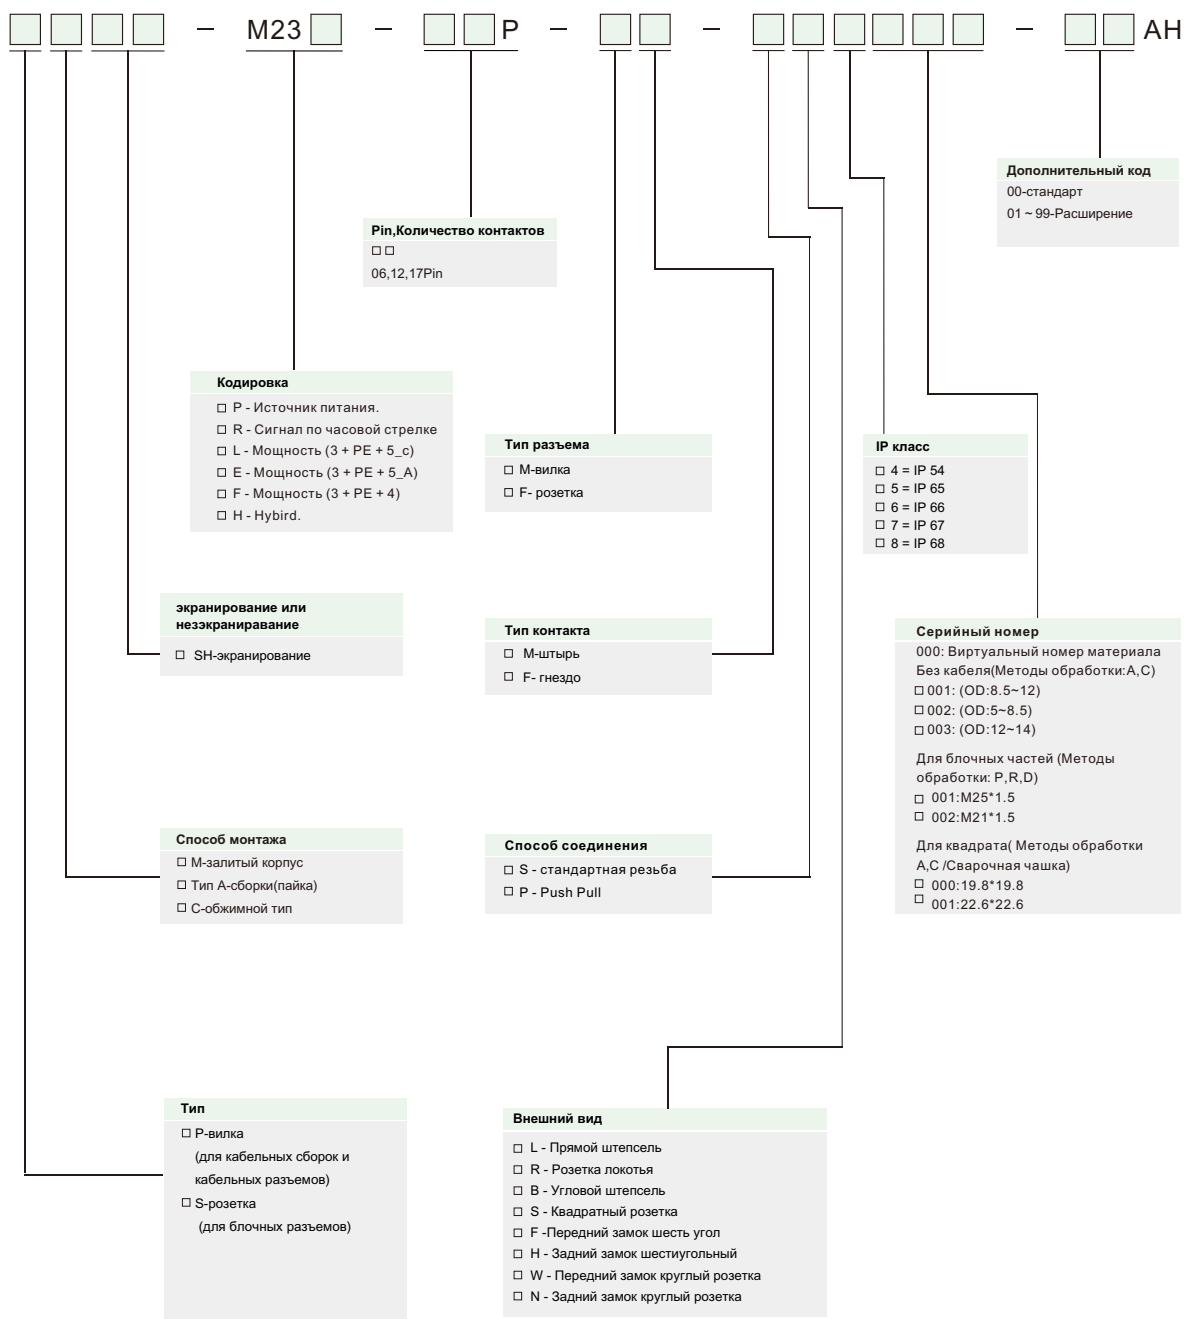 – M23 – P – – – АН
Дополнительный код
00-стандарт
01 ~ 99-Расширение
Pin,Количество контактов
□ □
06,12,17Pin
Кодировка
□ P - Источник питания.
□ R - Сигнал по часовой стрелке
□ L - Мощность (3 + PE + 5_c)
□ E - Мощность (3 + PE + 5_A)
□ F - Мощность (3 + PE + 4)
□ H - Hybird.
Тип разъема
□ М-вилка
□ F- розетка
IP класс
□ 4 = IP 54
□ 5 = IP 65
□ 6 = IP 66
□ 7 = IP 67
□ 8 = IP 68
экранирование или
незэкраниравание
□ SH-экранирование
Тип контакта
□ М-штырь
□ F- гнездо
Серийный номер
000: Виртуальный номер материала
Без кабеля(Методы обработки:A,C)
□ 001: (OD:8.5~12)
□ 002: (OD:5~8.5)
□ 003: (OD:12~14)
Для блочных частей (Методы
обработки: P,R,D)
□ 001:M25*1.5
□ 002:M21*1.5
Для квадрата( Методы обработки
A,C /Сварочная чашка)
□ 000:19.8*19.8
□ 001:22.6*22.6
Способ монтажа
□ М-залитый корпус
□ Тип А-сборки(пайка)
□ С-обжимной тип
Способ соединения
□ S - стандартная резьба
□ P - Push Pull
Тип
□ Р-вилка
(для кабельных сборок и
кабельных разъемов)
□ S-розетка
(для блочных разъемов)
Внешний вид
□ L - Прямой штепсель
□ R - Розетка локотья
□ B - Угловой штепсель
□ S - Квадратный розетка
□ F -Передний замок шесть угол
□ H - Задний замок шестиугольный
□ W - Передний замок круглый розетка
□ N - Задний замок круглый розетка